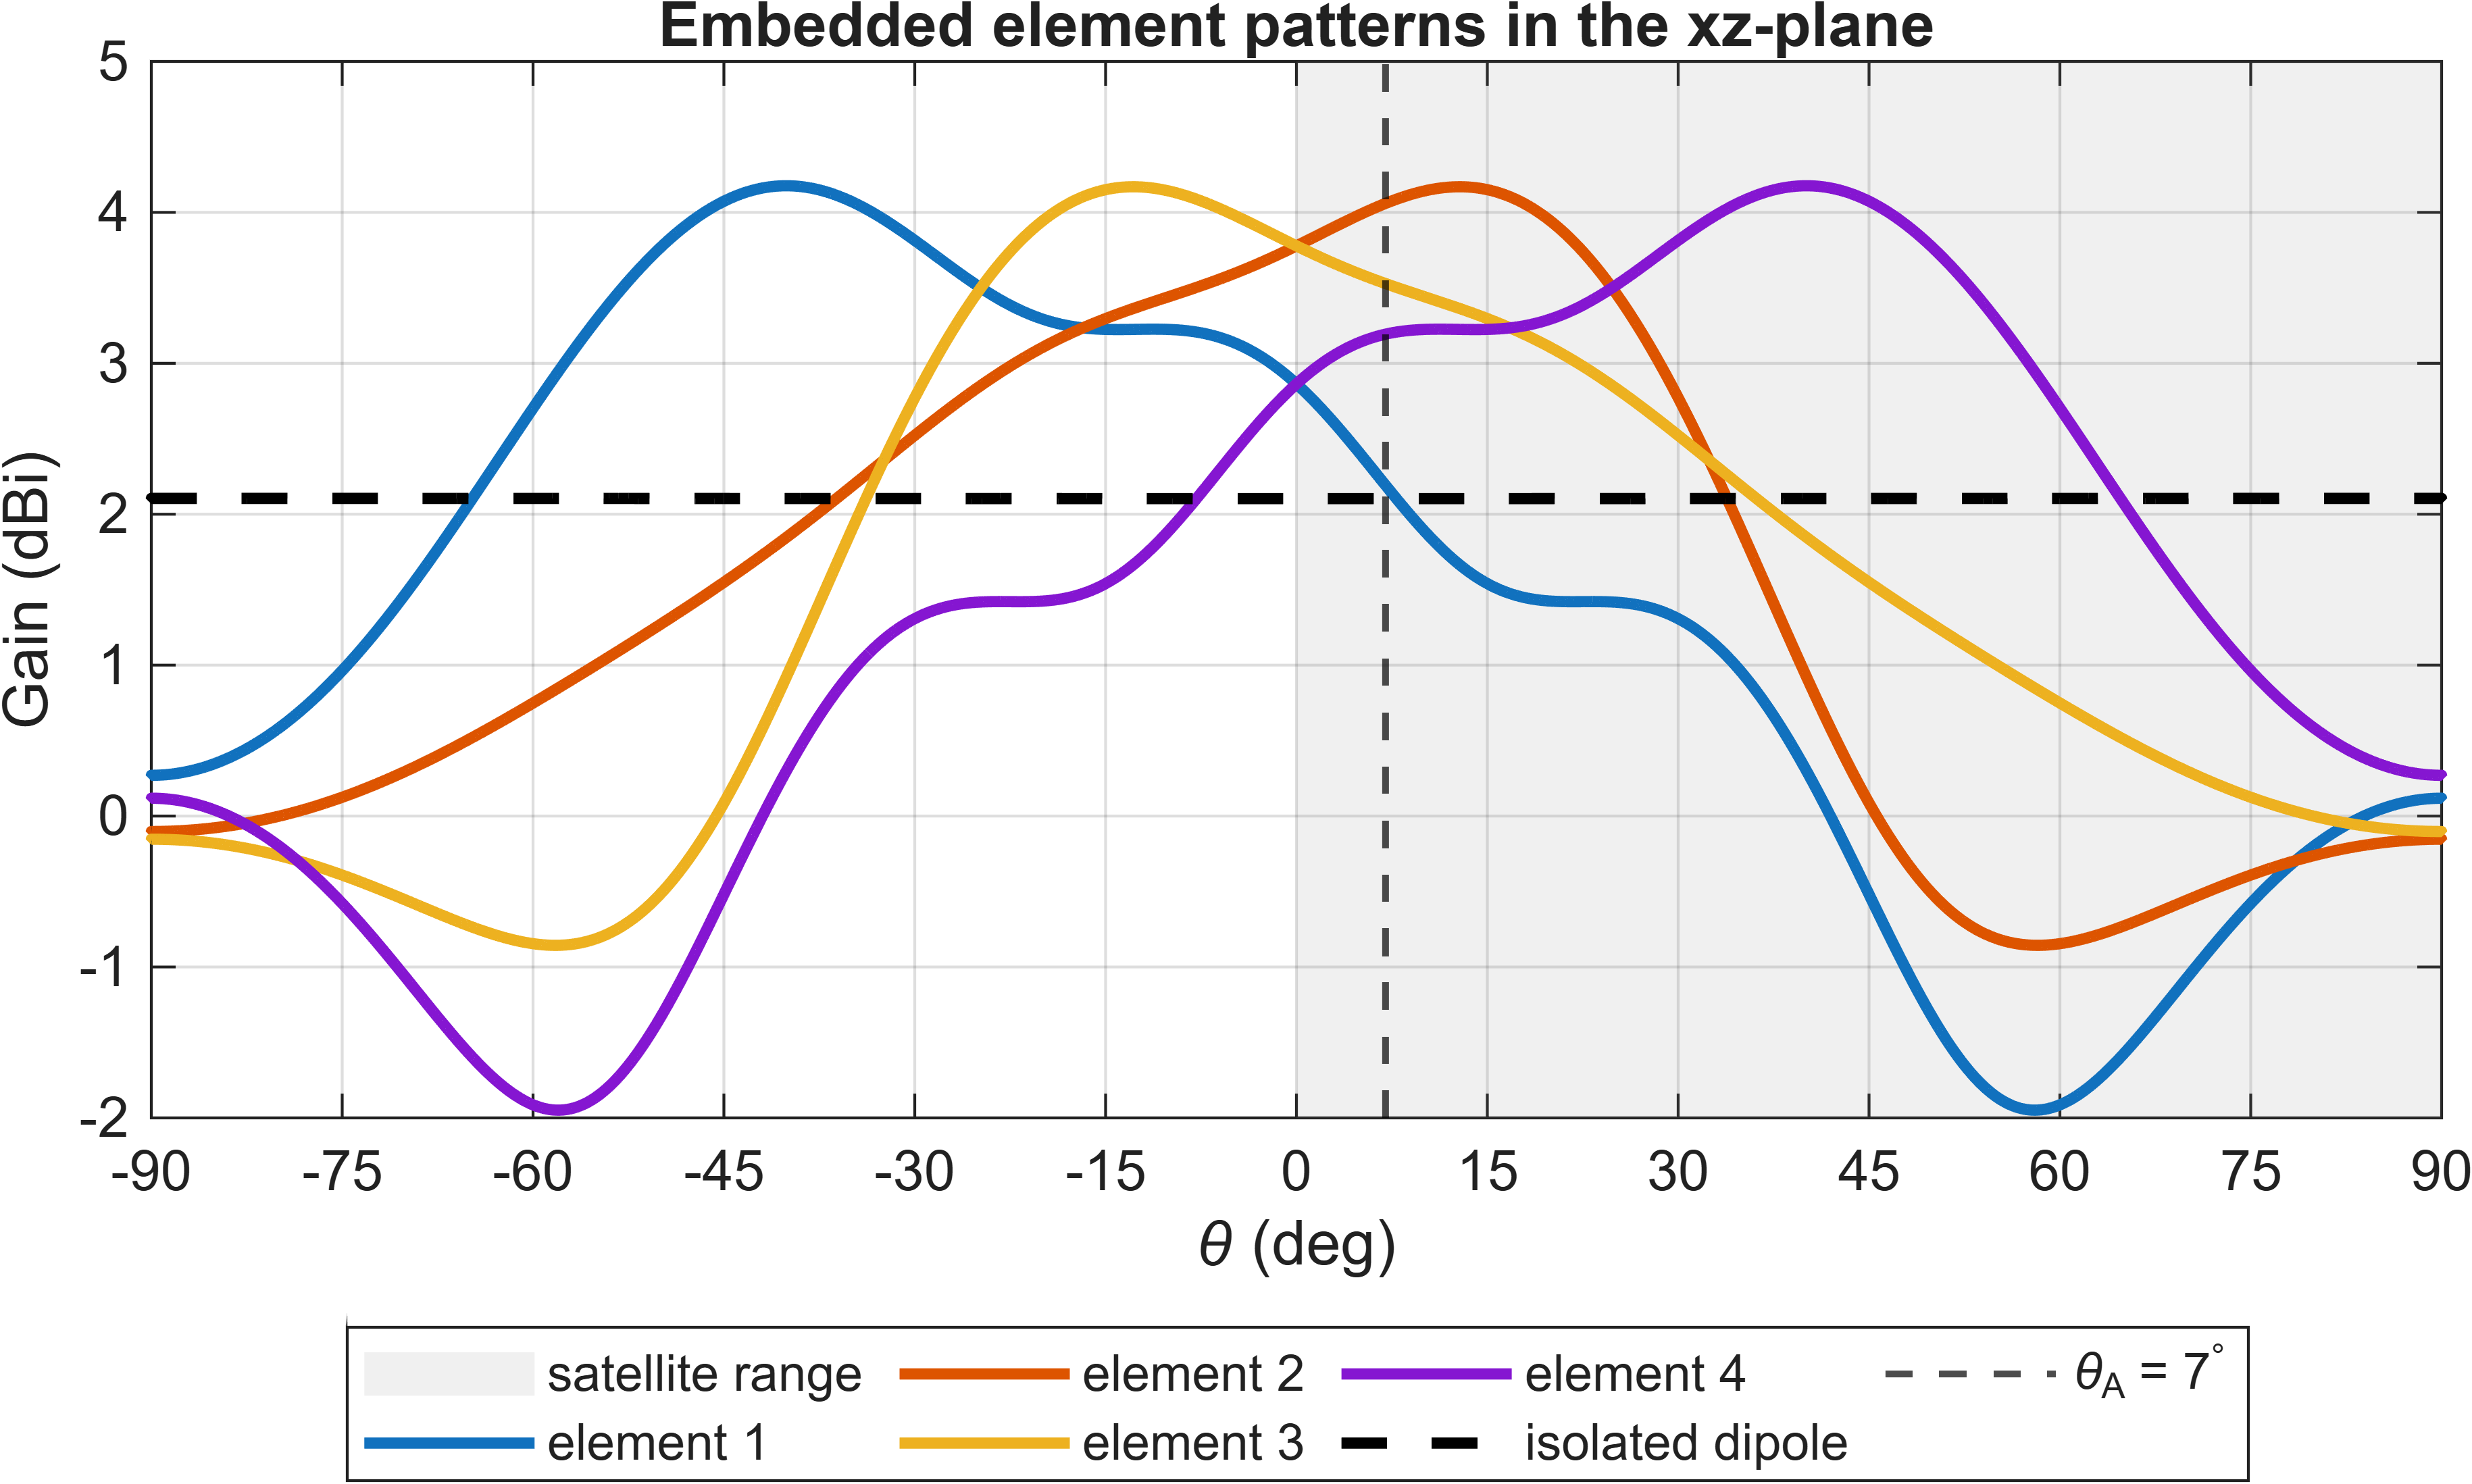 Embedded element patterns in the xz-plane
5
4
3
2
1
0
-1
-2
Gain (dBi)
-90 -75 -60 -45 -30 -15 0 15 30 45 60 75 90
θ (deg)
satellite range element 2 element 4 θA = 7°
element 1 element 3 isolated dipole